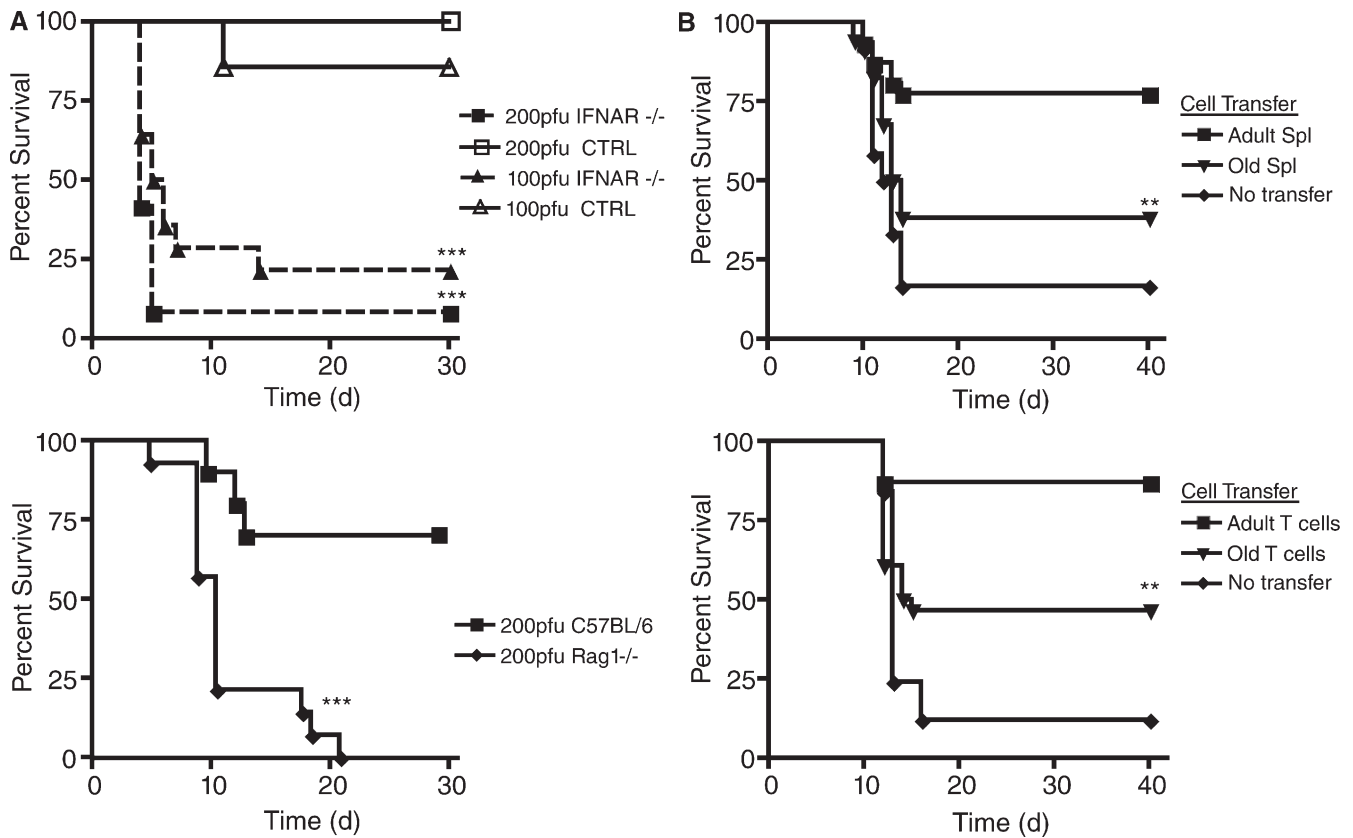 A
Percent Survival
100
75
50
25
0
0 10 20 30
Time (d)
***
***
200pfu IFNAR -/-
200pfu CTRL
100pfu IFNAR -/-
100pfu CTRL
B
Percent Survival
100
75
50
25
0
0 10 20 30 40
Time (d)
**
Cell Transfer
Adult Spl
Old Spl
No transfer
Percent Survival
100
75
50
25
0
0 10 20 30
Time (d)
***
200pfu C57BL/6
200pfu Rag1-/-
Percent Survival
100
75
50
25
0
0 10 20 30 40
Time (d)
**
Cell Transfer
Adult T cells
Old T cells
No transfer